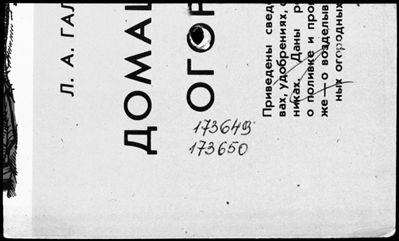 Л. А. ГАЛ
ДОМАШ
ОГОР
Приведены свед
вах, удобрениях, с
никах. Даны р
о поливке и про
же — о возделыв
ных огородных
173649
173650